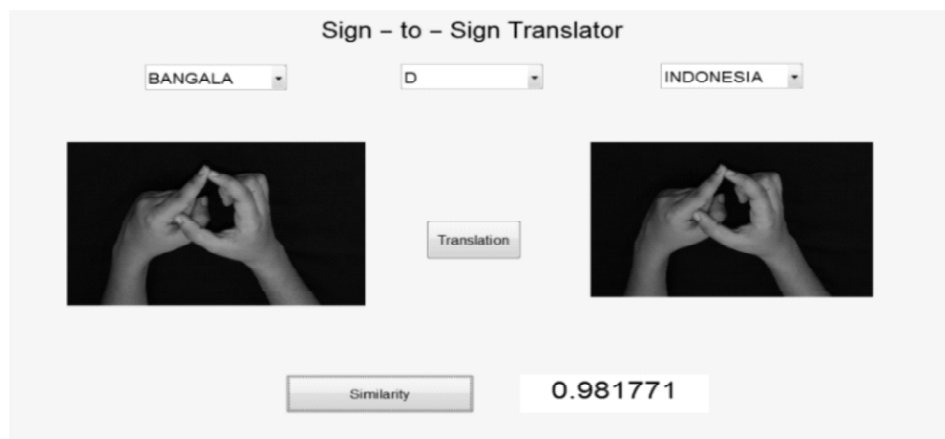 Sign – to – Sign Translator
BANGALA D INDONESIA
Translation
Similarity 0.981771